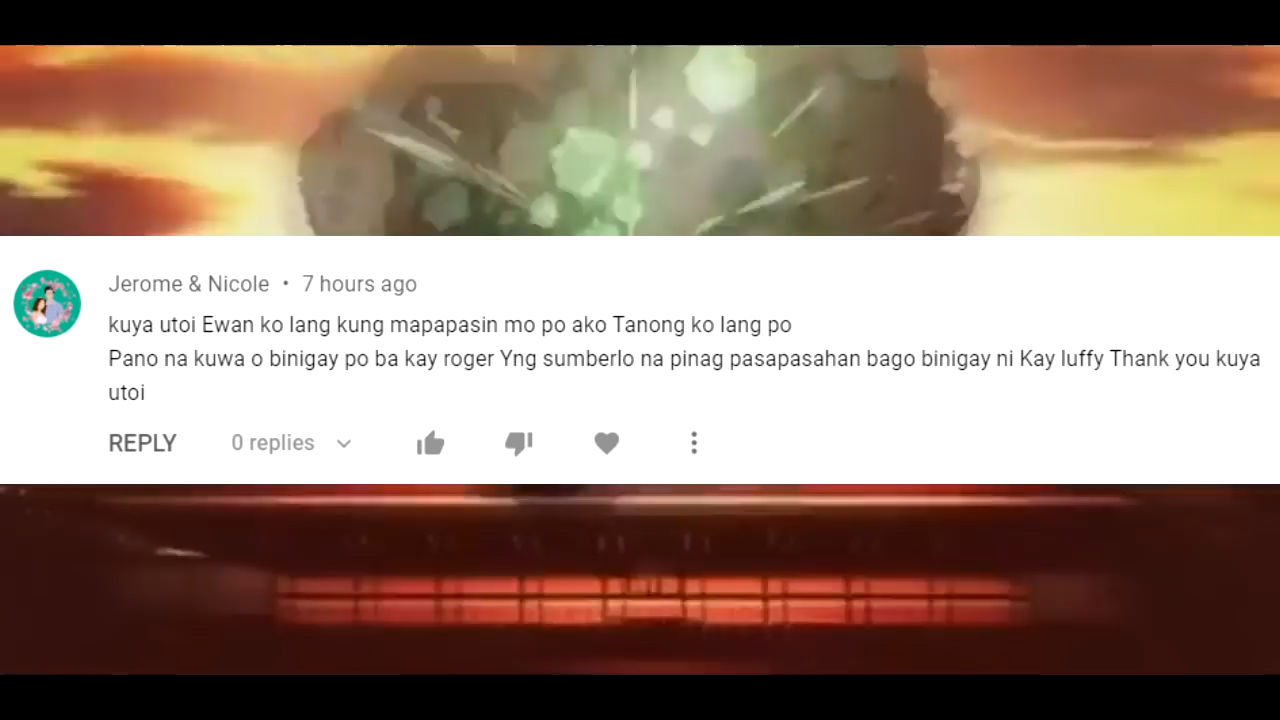 Jerome & Nicole • 7 hours ago
kuya utoi Ewan ko lang kung mapapasin mo po ako Tanong ko lang po
Pano na kuwa o binigay po ba kay roger Yng sumberlo na pinag pasapasahan bago binigay ni Kay luffy Thank you kuya
utoi
REPLY 0 replies